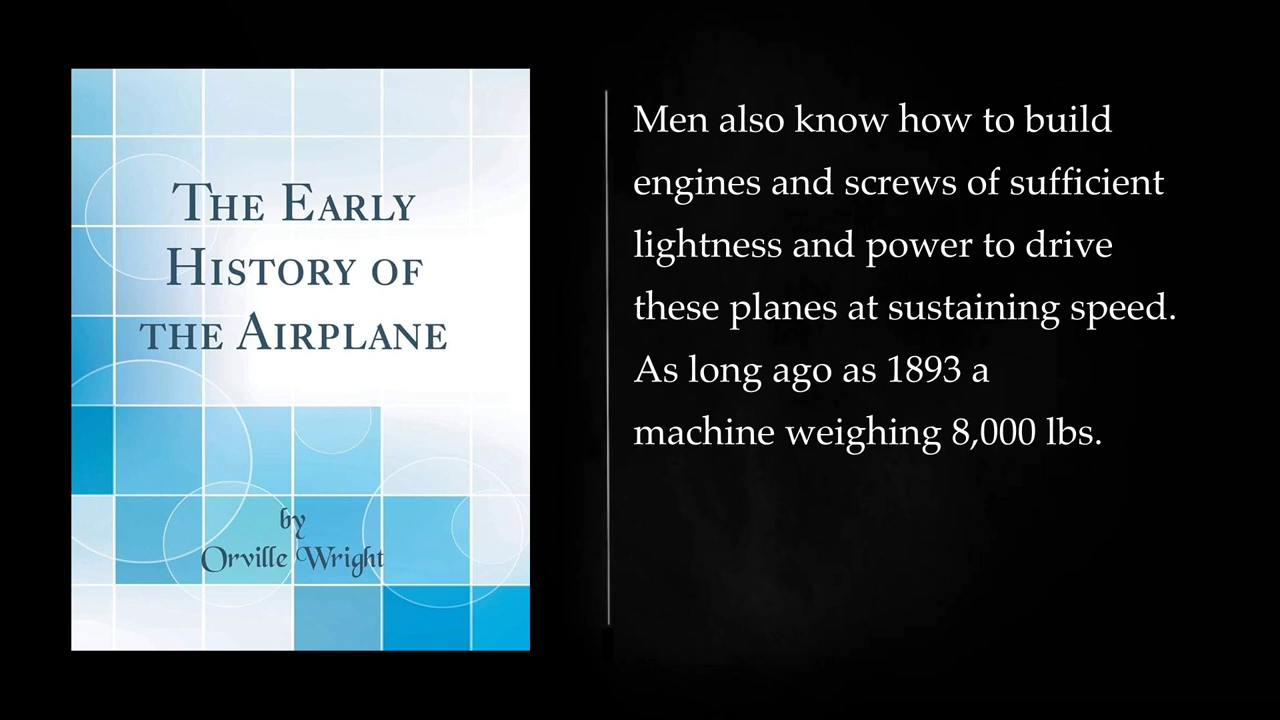 The Early
History of
the Airplane
by
Orville Wright
Men also know how to build
engines and screws of sufficient
lightness and power to drive
these planes at sustaining speed.
As long ago as 1893 a
machine weighing 8,000 lbs.